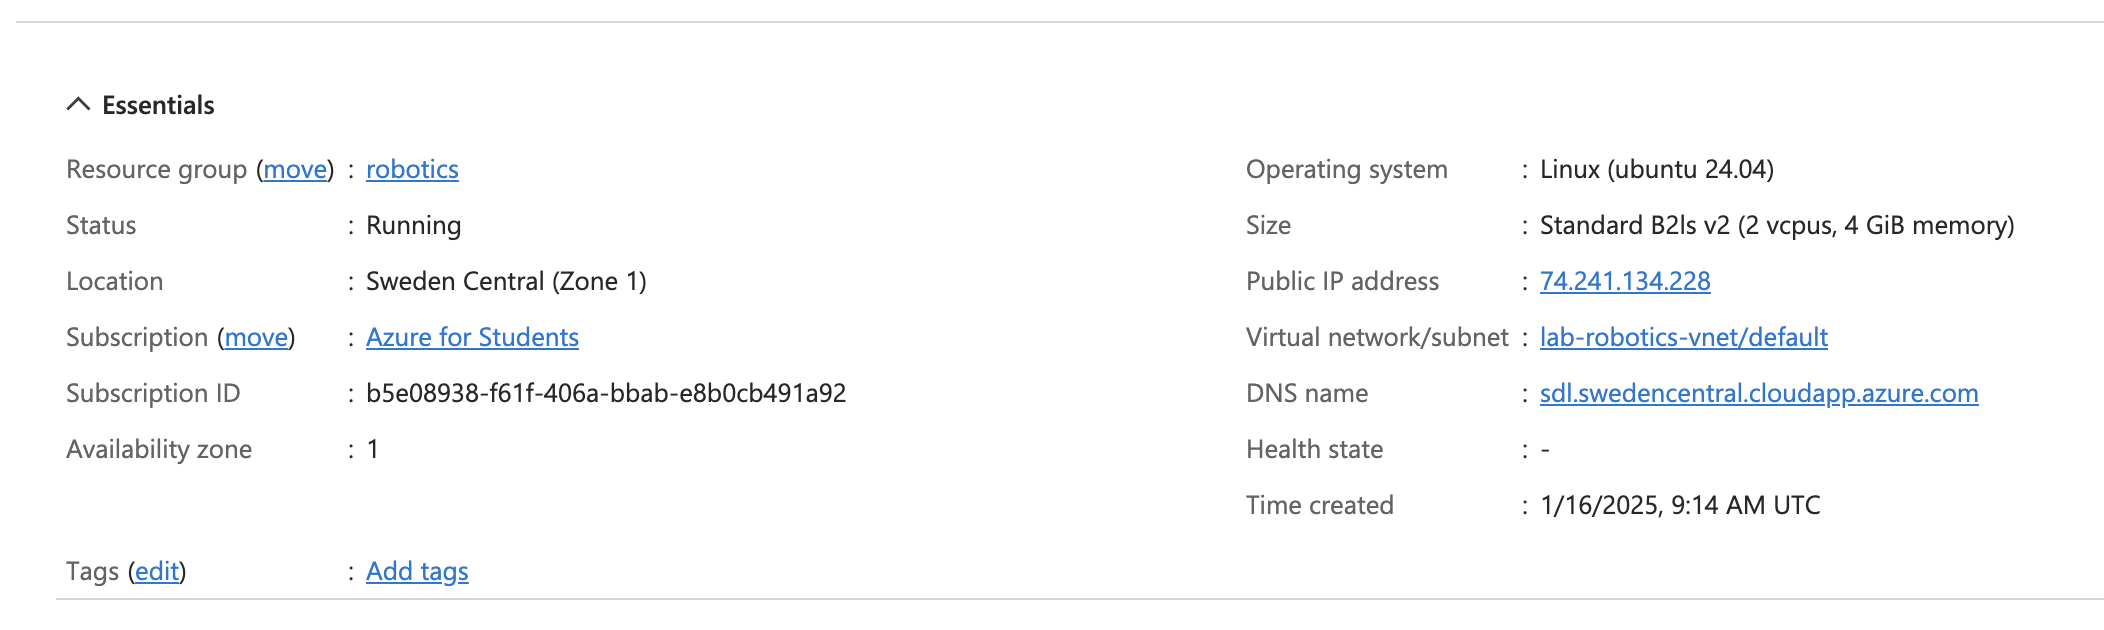 Essentials
Resource group (move) : robotics
Status : Running
Location : Sweden Central (Zone 1)
Subscription (move) : Azure for Students
Subscription ID : b5e08938-f61f-406a-bbab-e8b0cb491a92
Availability zone : 1
Operating system : Linux (ubuntu 24.04)
Size : Standard B2ls v2 (2 vcpus, 4 GiB memory)
Public IP address : 74.241.134.228
Virtual network/subnet : lab-robotics-vnet/default
DNS name : sdl.swedencentral.cloudapp.azure.com
Health state : -
Time created : 1/16/2025, 9:14 AM UTC
Tags (edit) : Add tags